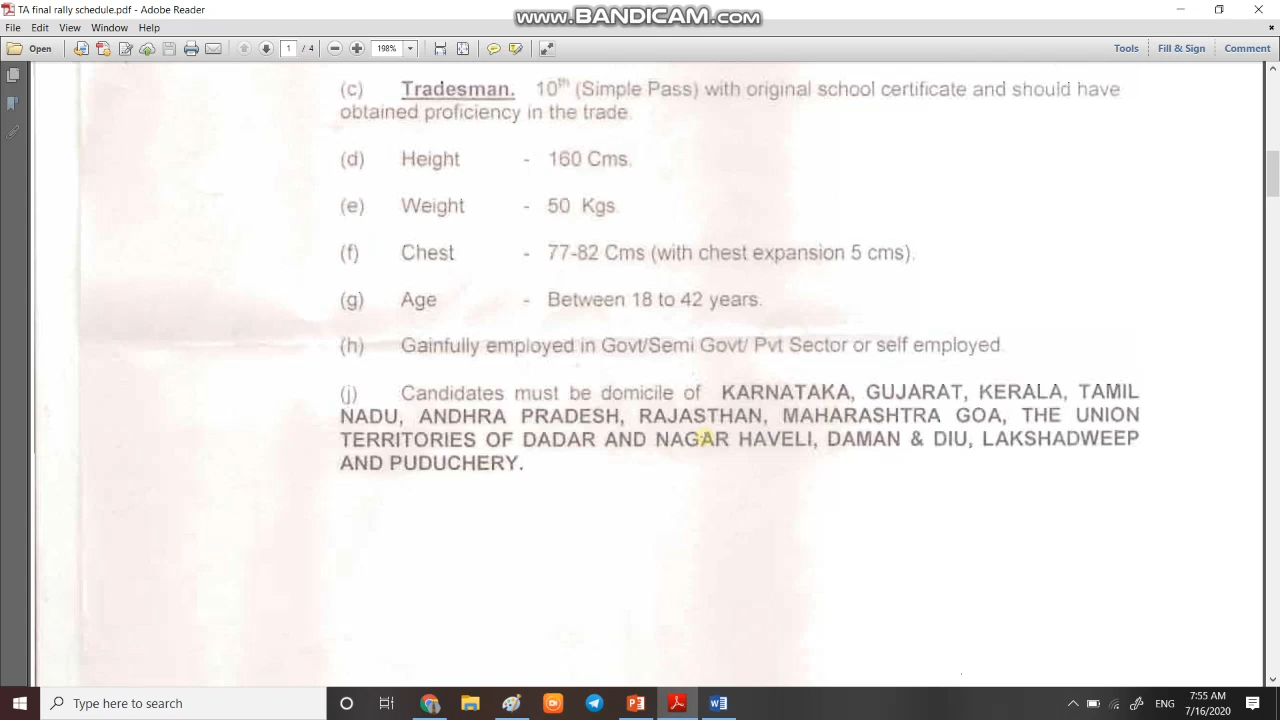 TA final rally schedule.pdf - Adobe Reader
www.BANDICAM.com
File Edit View Window Help
Open 1 / 4 198% Tools Fill & Sign Comment
(c) Tradesman. 10th (Simple Pass) with original school certificate and should have
obtained proficiency in the trade.
(d) Height - 160 Cms.
(e) Weight - 50 Kgs.
(f) Chest - 77-82 Cms (with chest expansion 5 cms).
(g) Age - Between 18 to 42 years.
(h) Gainfully employed in Govt/Semi Govt/ Pvt Sector or self employed.
(j) Candidates must be domicile of KARNATAKA, GUJARAT, KERALA, TAMIL
NADU, ANDHRA PRADESH, RAJASTHAN, MAHARASHTRA GOA, THE UNION
TERRITORIES OF DADAR AND NAGAR HAVELI, DAMAN & DIU, LAKSHADWEEP
AND PUDUCHERY.
Type here to search
ENG
7:55 AM
7/16/2020